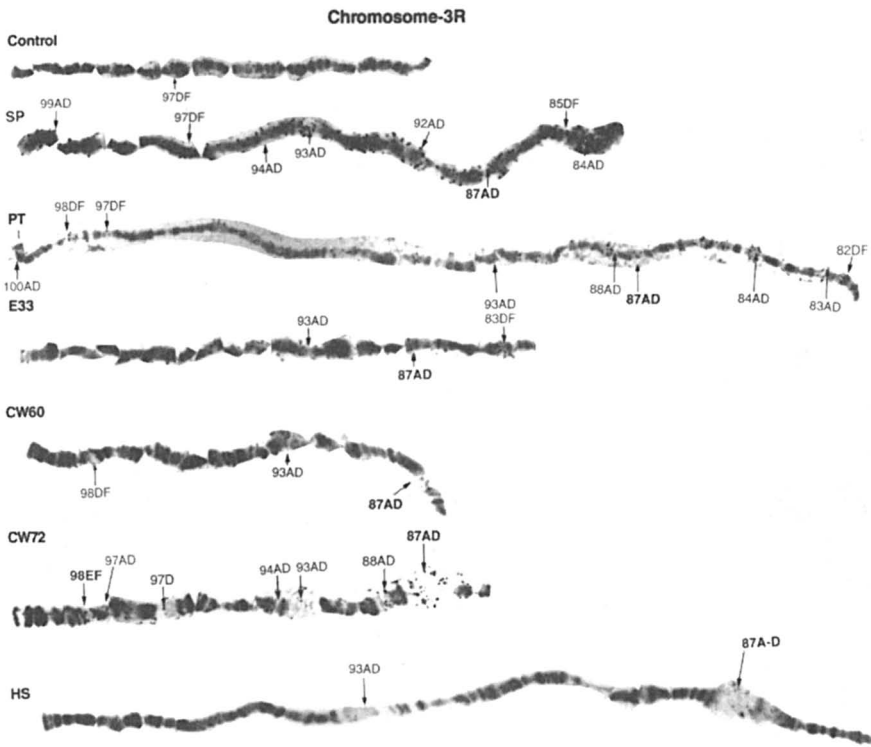 Chromosome-3R
Control
97DF
99AD
97DF
85DF
SP
92AD
93AD
94AD
84AD
87AD
98DF 97DF
PT
82DF
100AD
88AD
93AD
87AD
84AD
83AD
E33
93AD
83DF
87AD
CW60
93AD
98DF
87AD
CW72
87AD
97AD
94AD 93AD
88AD
98EF
97D
87A-D
93AD
HS